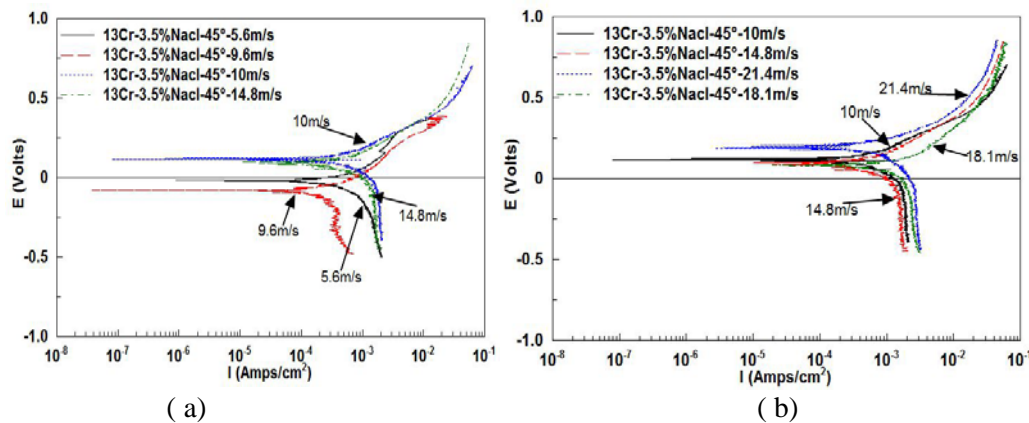 13Cr-3.5%Nacl-45°-5.6m/s
13Cr-3.5%Nacl-45°-9.6m/s
13Cr-3.5%Nacl-45°-10m/s
13Cr-3.5%Nacl-45°-14.8m/s
1.0
0.5
0
-0.5
1.0
E (Volts)
10m/s
14.8m/s
9.6m/s
5.6m/s
10-8
10-7
10-6
10-5
10-4
10-3
10-2
10-1
I (Amps/cm2)
( a)
13Cr-3.5%Nacl-45°-10m/s
13Cr-3.5%Nacl-45°-14.8m/s
13Cr-3.5%Nacl-45°-21.4m/s
13Cr-3.5%Nacl-45°-18.1m/s
1.0
0.5
0
-0.5
-1.0
E (Volts)
21.4m/s
10m/s
18.1m/s
14.8m/s
10-8
10-7
10-6
10-5
10-4
10-3
10-2
10-1
I (Amps/cm2)
( b)